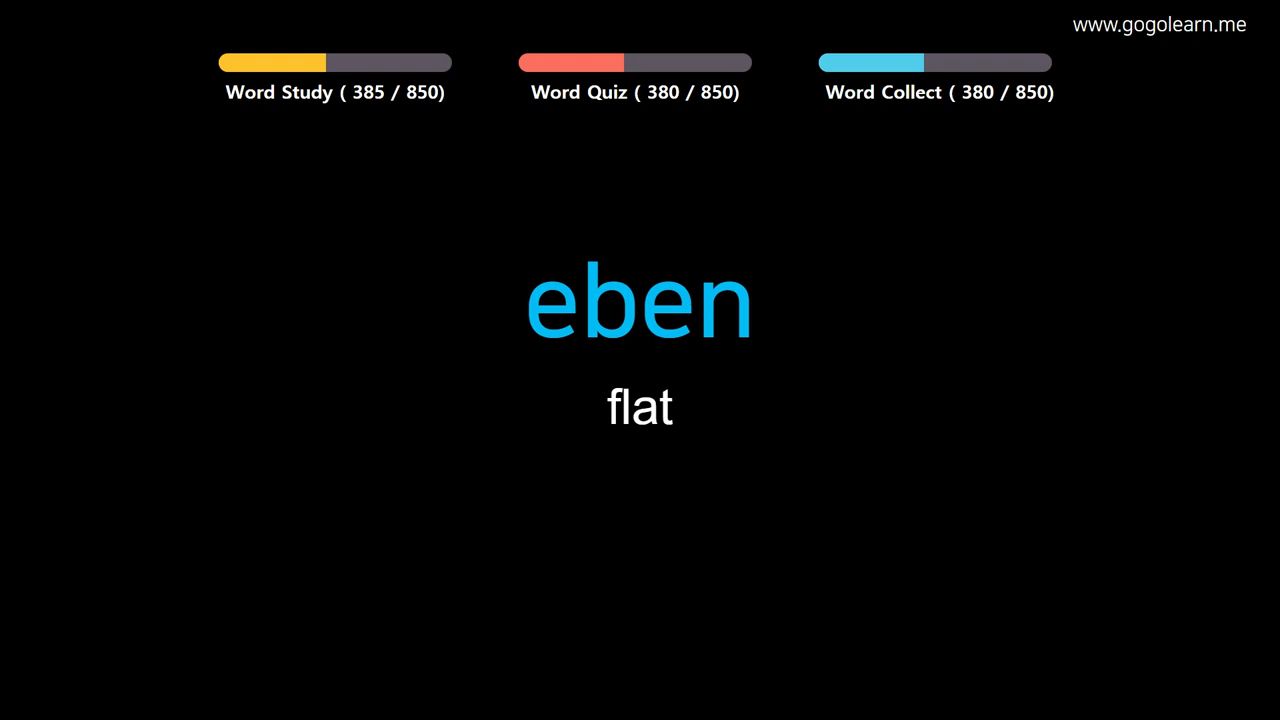 www.gogolearn.me
Word Study ( 385 / 850)
Word Quiz ( 380 / 850)
Word Collect ( 380 / 850)
eben
flat